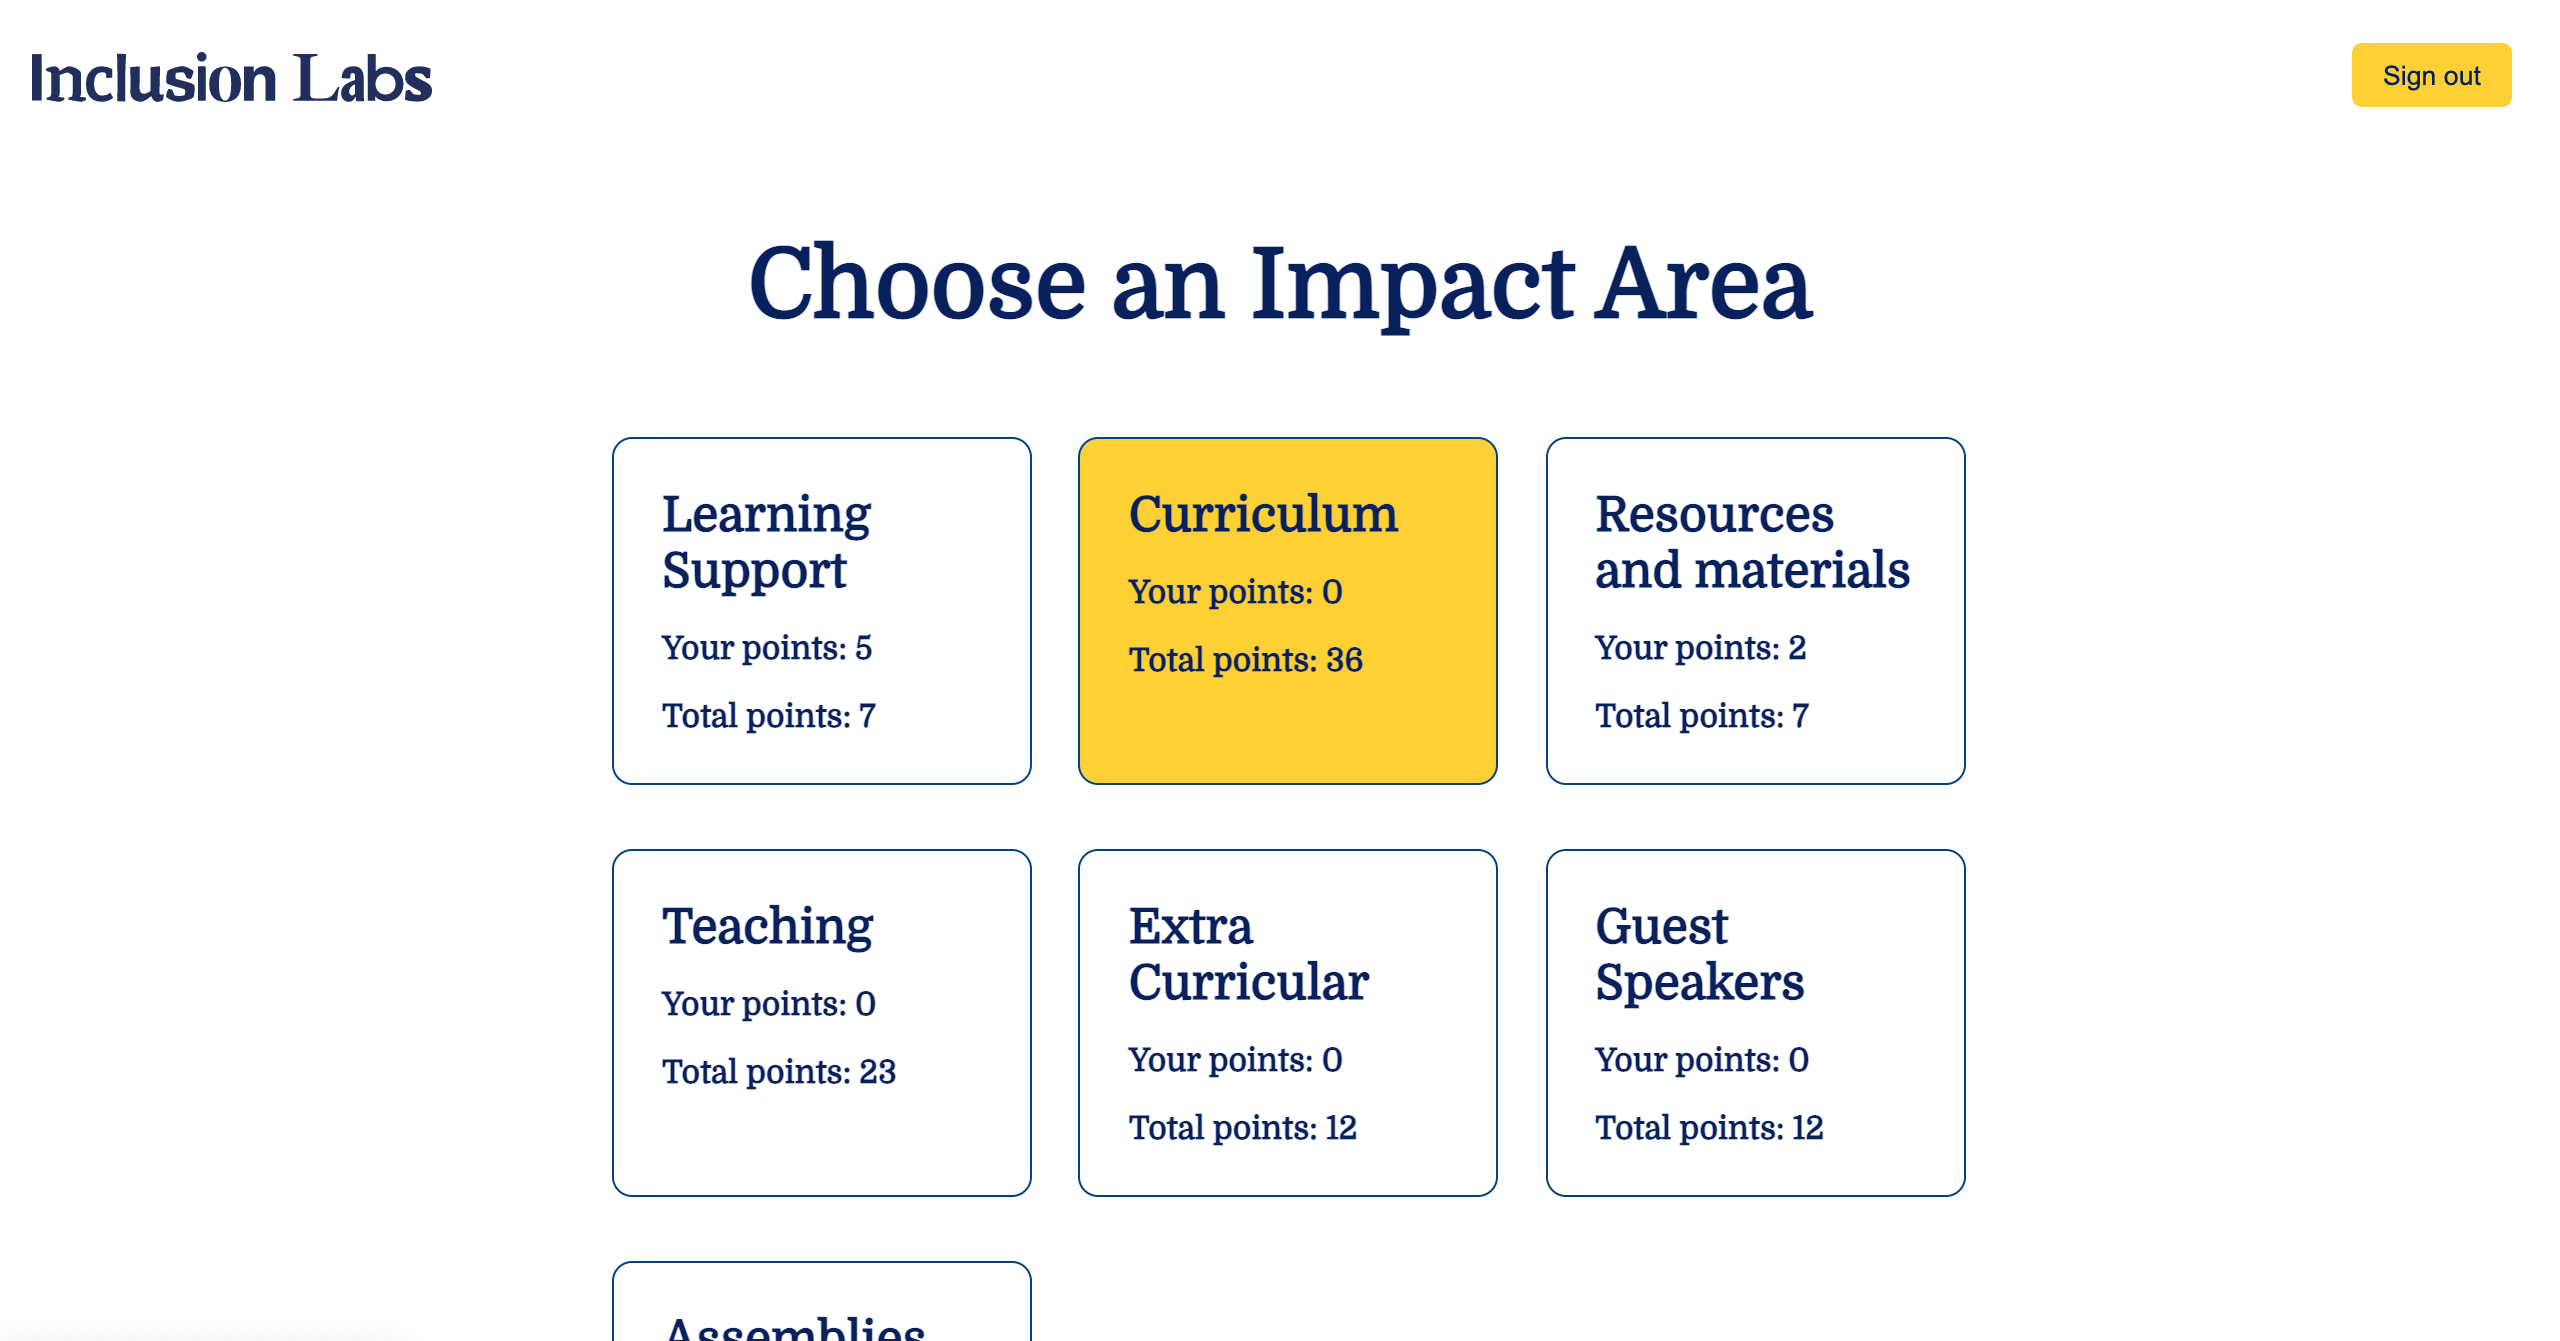 Inclusion Labs
Sign out
Choose an Impact Area
Learning
Support
Your points: 5
Total points: 7
Curriculum
Your points: 0
Total points: 36
Resources
and materials
Your points: 2
Total points: 7
Teaching
Your points: 0
Total points: 23
Extra
Curricular
Your points: 0
Total points: 12
Guest
Speakers
Your points: 0
Total points: 12
Assemblies